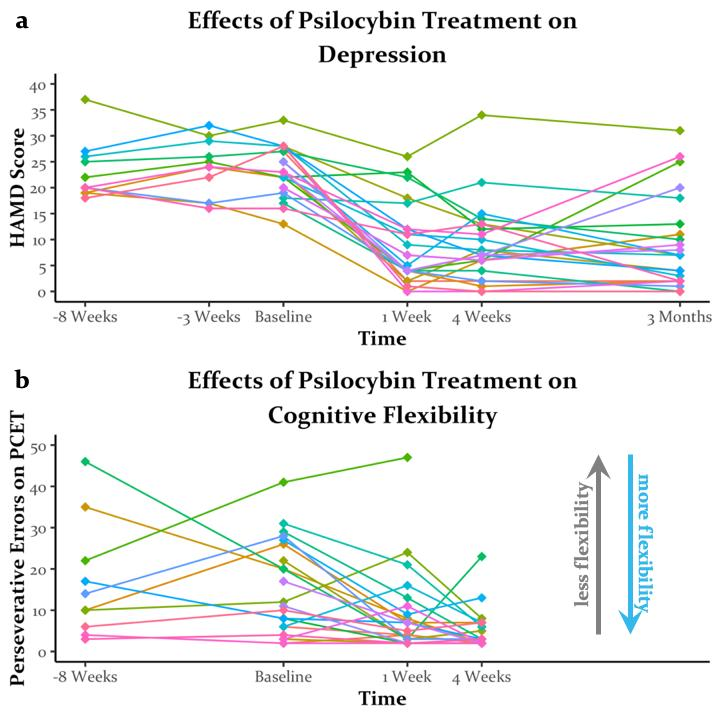 a
Effects of Psilocybin Treatment on
Depression
HAMD Score
40
35
30
25
20
15
10
5
0
-8 Weeks
-3 Weeks
Baseline
1 Week
4 Weeks
3 Months
Time
b
Effects of Psilocybin Treatment on
Cognitive Flexibility
Perseverative Errors on PCET
50
40
30
20
10
0
less flexibility
more flexibility
-8 Weeks
Baseline
1 Week
4 Weeks
Time